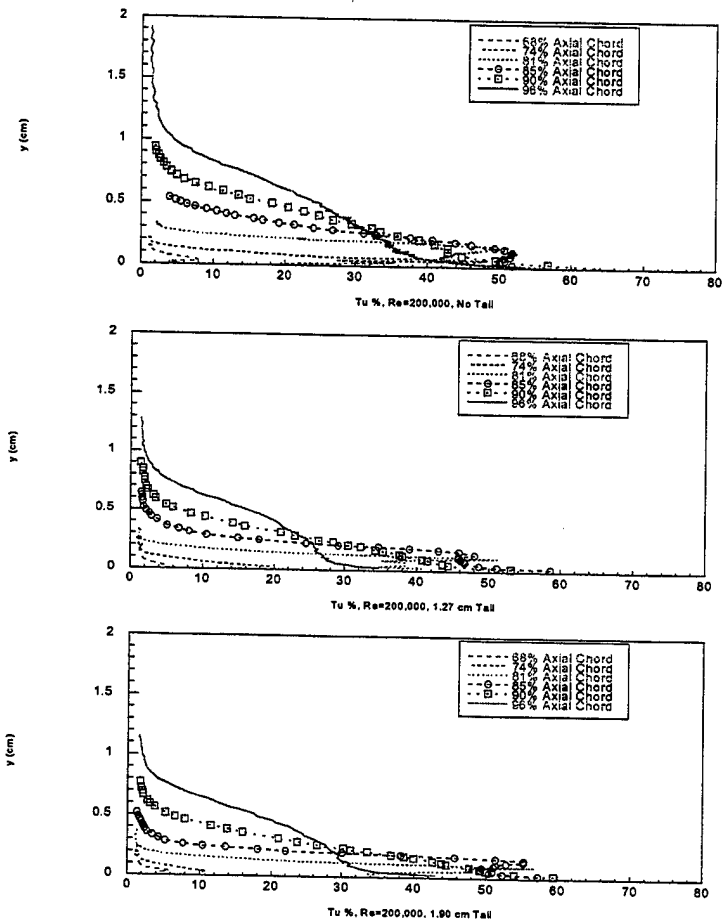 2
1.5
1
0.5
0
y (cm)
68% Axial Chord
74% Axial Chord
81% Axial Chord
85% Axial Chord
90% Axial Chord
96% Axial Chord
0 10 20 30 40 50 60 70 80
Tu %, Re=200,000, No Tail
2
1.5
1
0.5
0
y (cm)
68% Axial Chord
74% Axial Chord
81% Axial Chord
85% Axial Chord
90% Axial Chord
96% Axial Chord
0 10 20 30 40 50 60 70 80
Tu %, Re=200,000, 1.27 cm Tail
2
1.5
1
0.5
0
y (cm)
68% Axial Chord
74% Axial Chord
81% Axial Chord
85% Axial Chord
90% Axial Chord
96% Axial Chord
0 10 20 30 40 50 60 70 80
Tu %, Re=200,000, 1.90 cm Tail